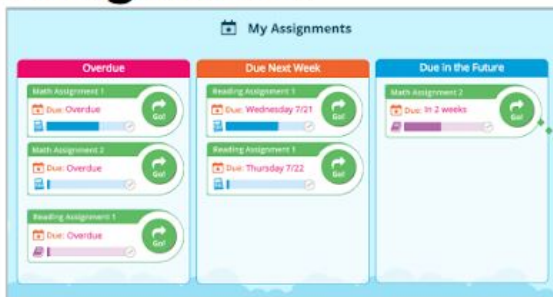 My Assignments
Overdue
Math Assignment 1
Due: Overdue
Go!
Math Assignment 2
Due: Overdue
Go!
Reading Assignment 1
Due: Overdue
Go!
Due Next Week
Reading Assignment 1
Due: Wednesday 7/21
Go!
Reading Assignment 1
Due: Thursday 7/22
Go!
Due in the Future
Math Assignment 2
Due: In 2 weeks
Go!